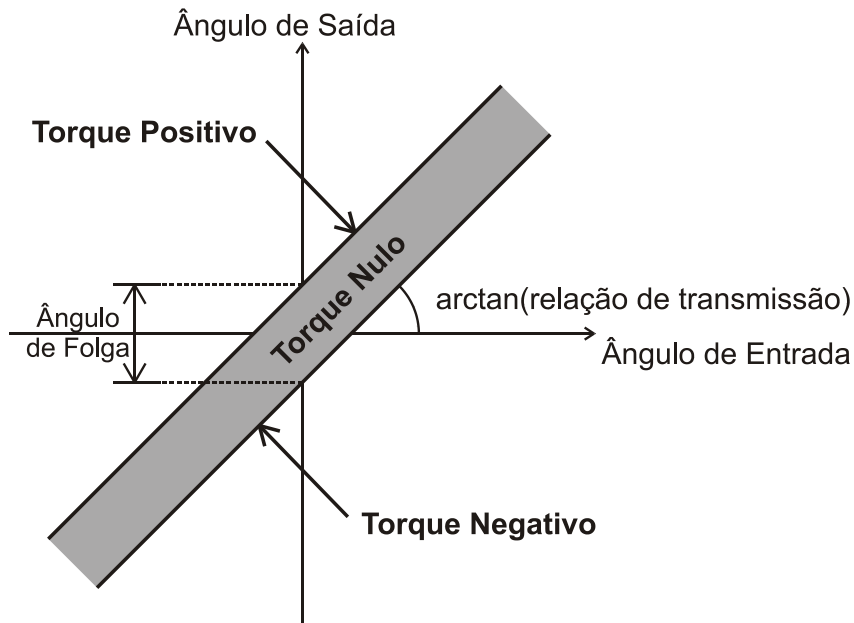 Ângulo de Saída
Torque Positivo
Torque Nulo
arctan(relação de transmissão)
Ângulo
de Folga
Ângulo de Entrada
Torque Negativo